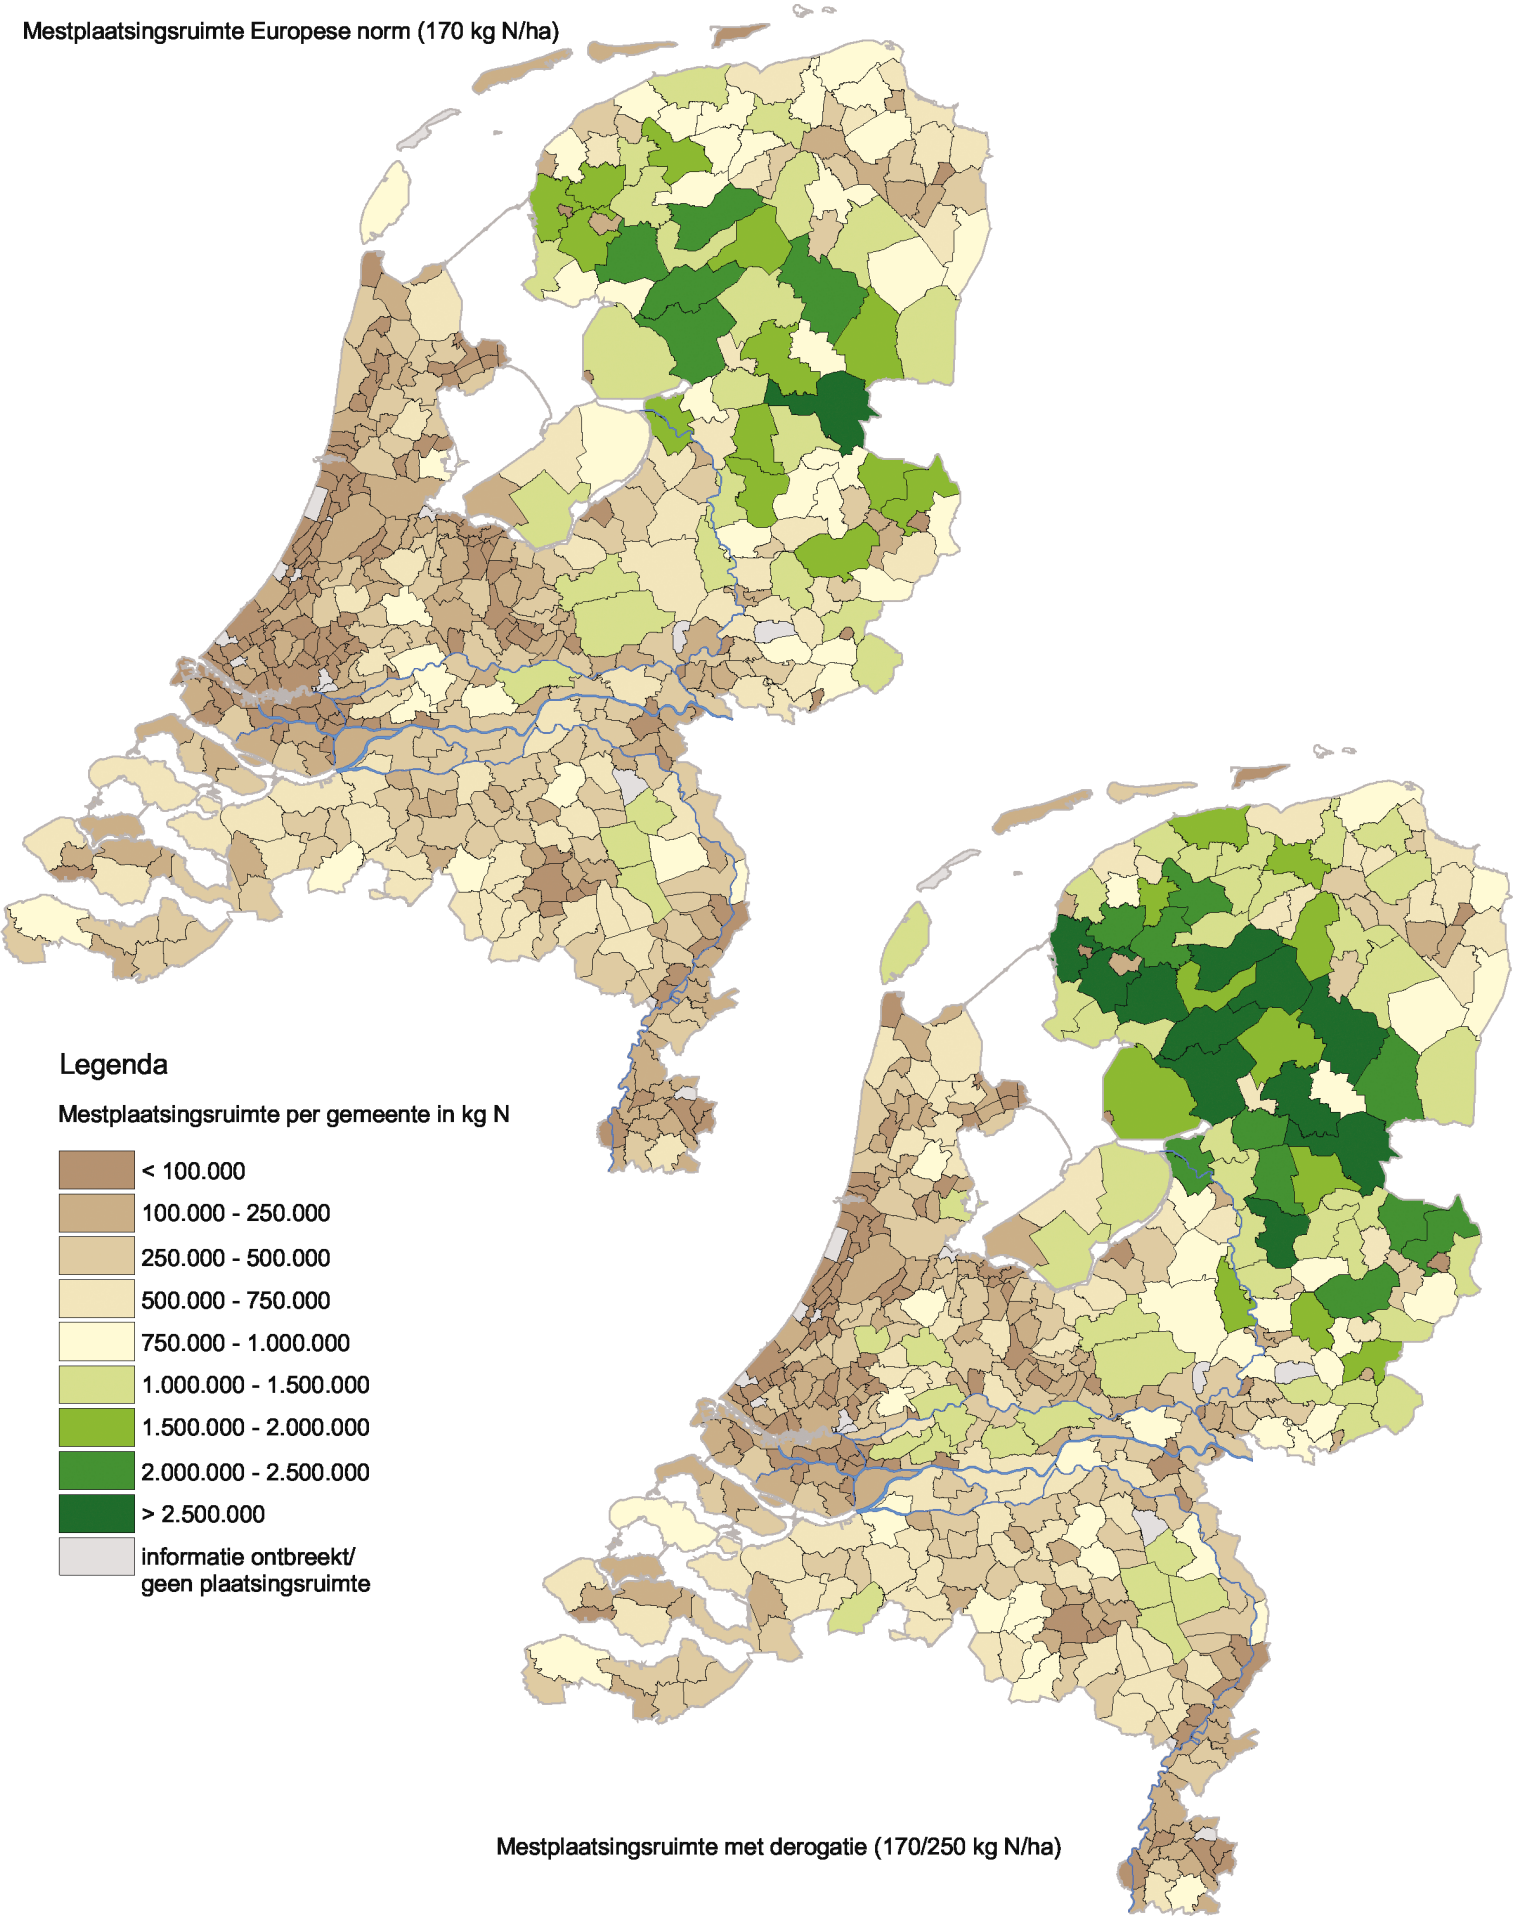 Mestplaatsingsruimte Europese norm (170 kg N/ha)
Legenda
Mestplaatsingsruimte per gemeente in kg N
< 100.000
100.000 - 250.000
250.000 - 500.000
500.000 - 750.000
750.000 - 1.000.000
1.000.000 - 1.500.000
1.500.000 - 2.000.000
2.000.000 - 2.500.000
> 2.500.000
informatie ontbreekt/
geen plaatsingsruimte
Mestplaatsingsruimte met derogatie (170/250 kg N/ha)